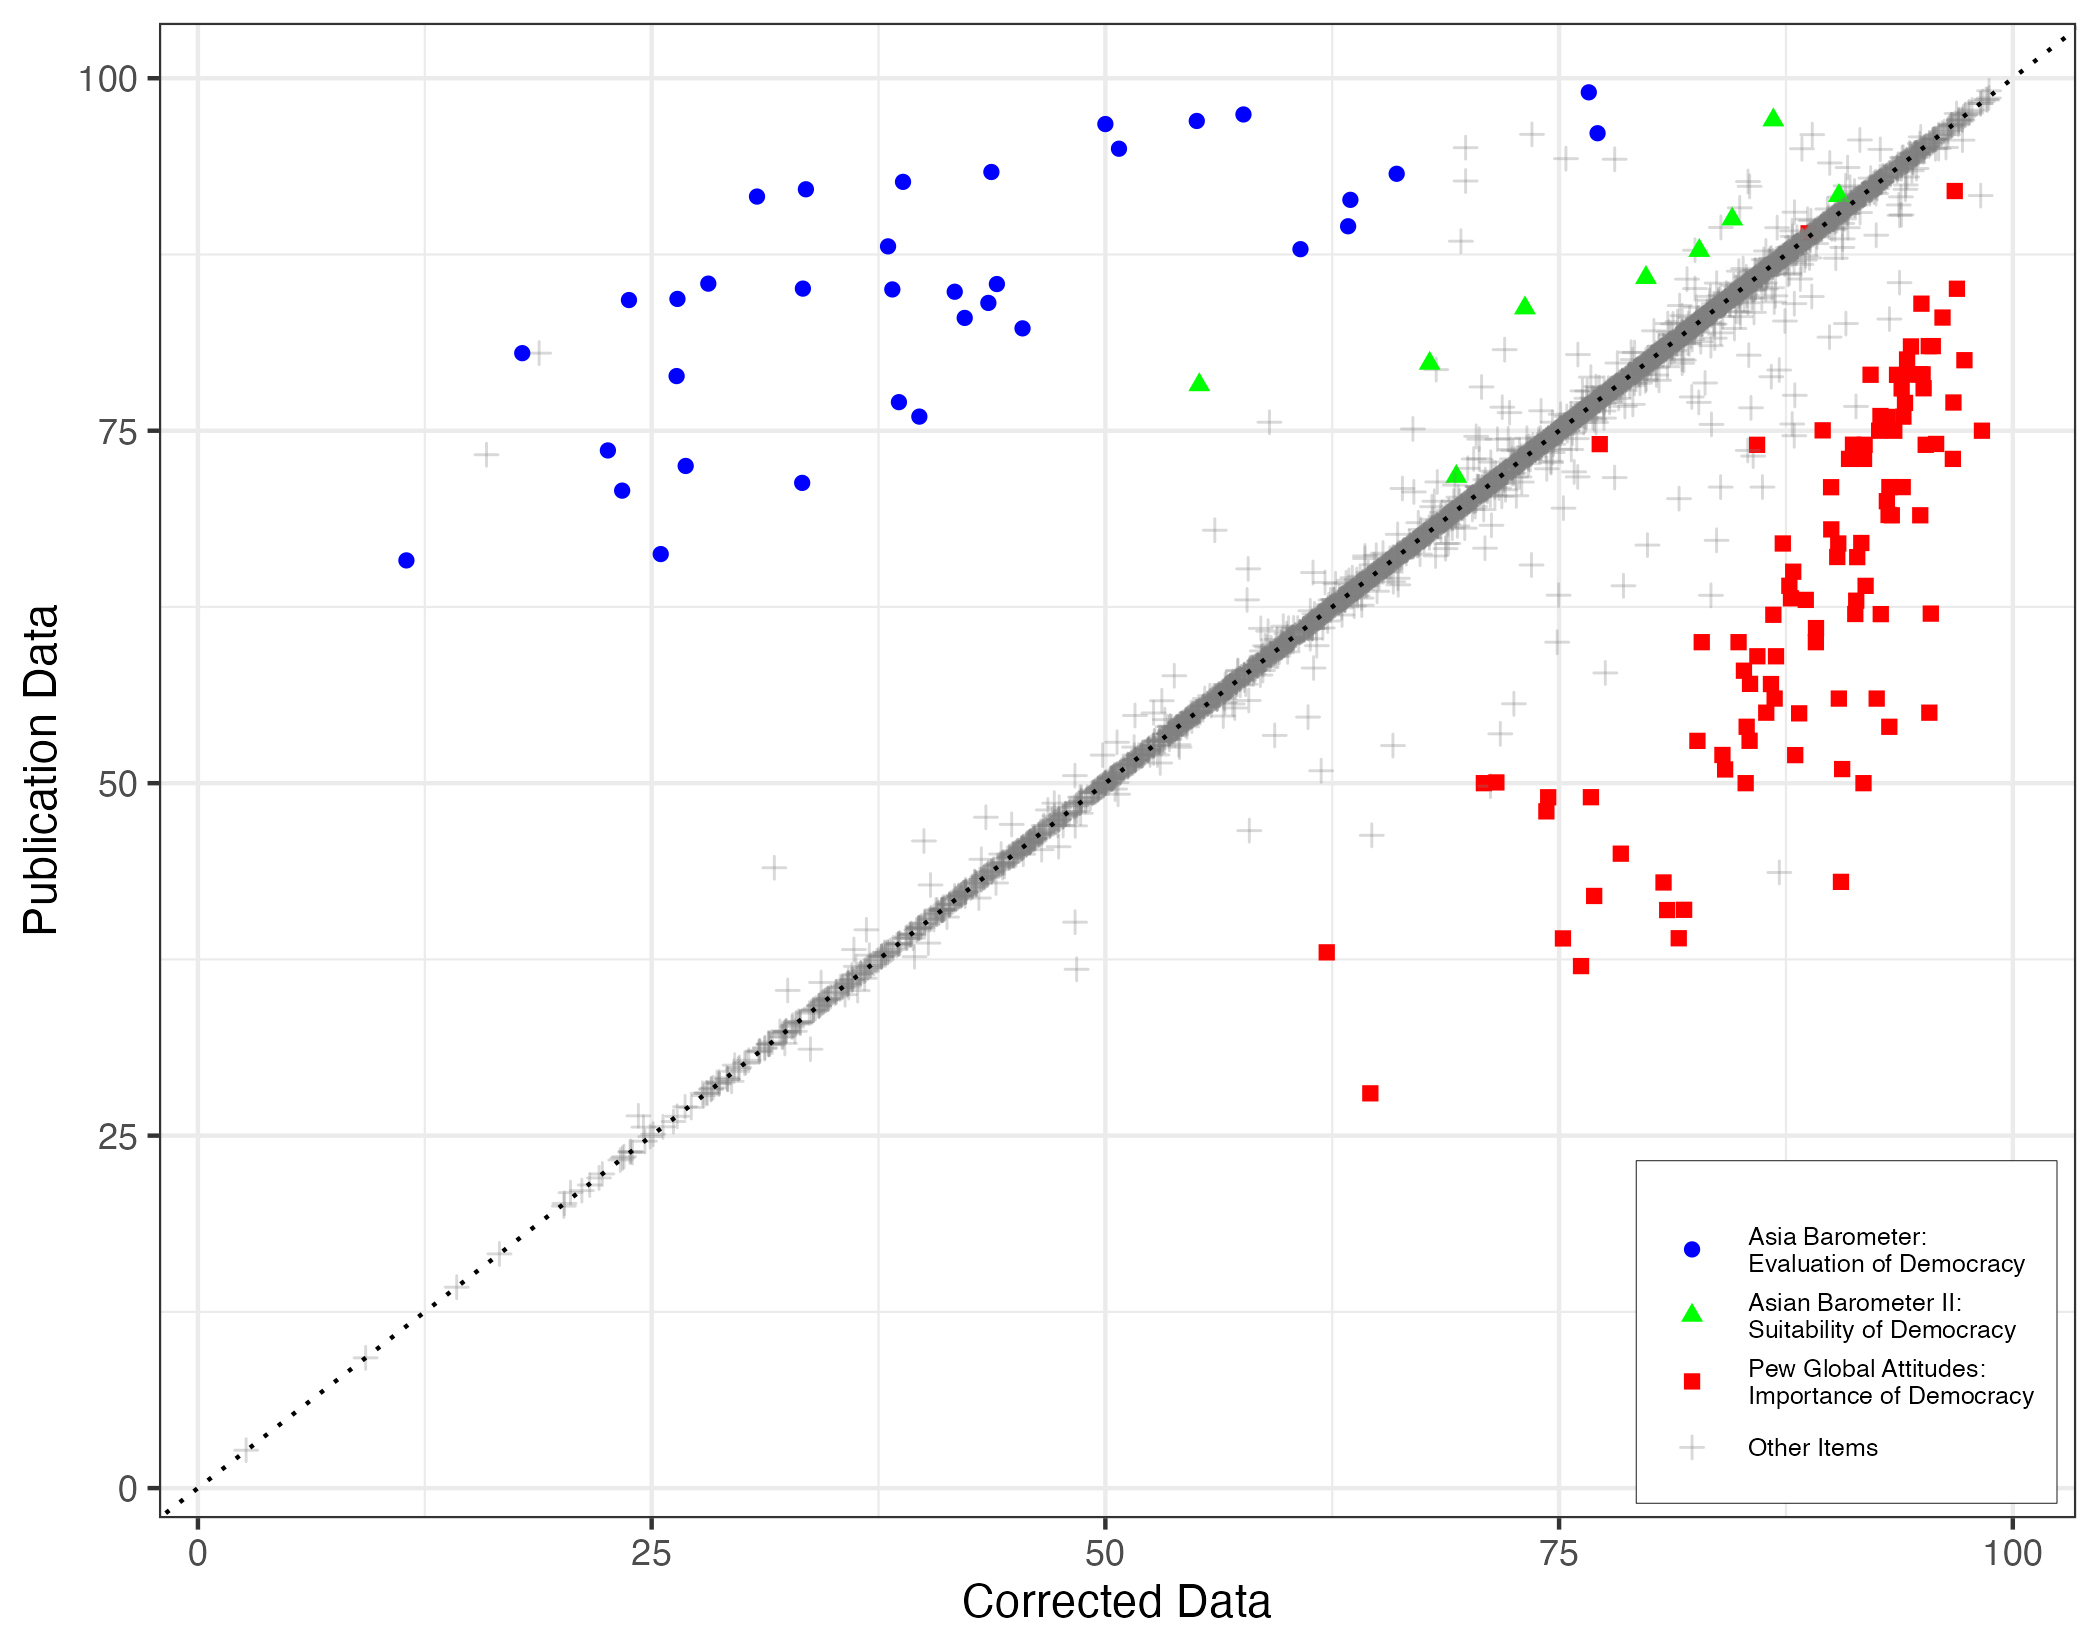 Publication Data
100
75
50
25
0
0
25
50
75
100
Corrected Data
Asia Barometer:
Evaluation of Democracy
Asian Barometer II:
Suitability of Democracy
Pew Global Attitudes:
Importance of Democracy
Other Items